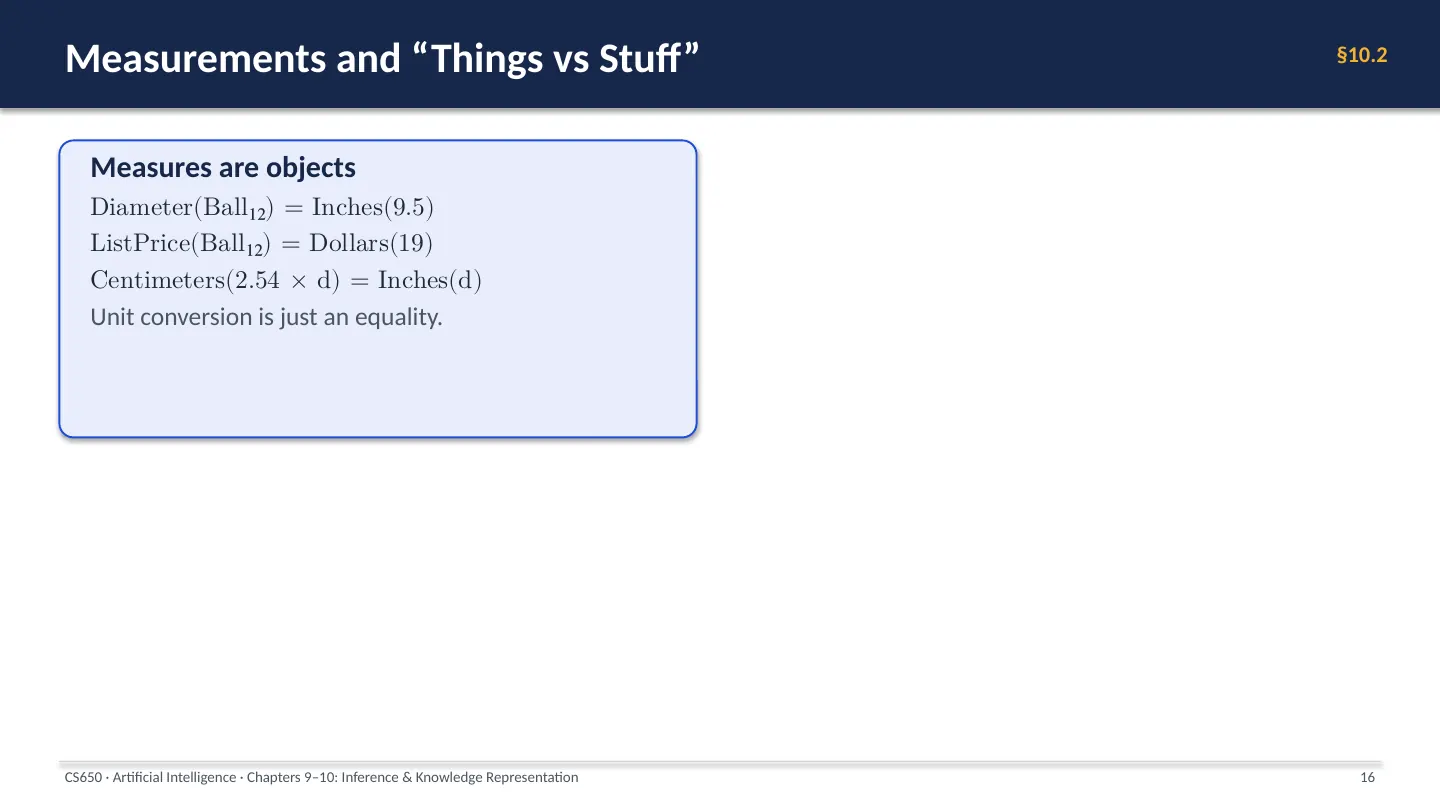 Measurements and “Things vs Stuff”
§10.2
Measures are objects
Diameter(Ball₁₂) = Inches(9.5)
ListPrice(Ball₁₂) = Dollars(19)
Centimeters(2.54 × d) = Inches(d)
Unit conversion is just an equality.
CS650 · Artificial Intelligence · Chapters 9–10: Inference & Knowledge Representation
16